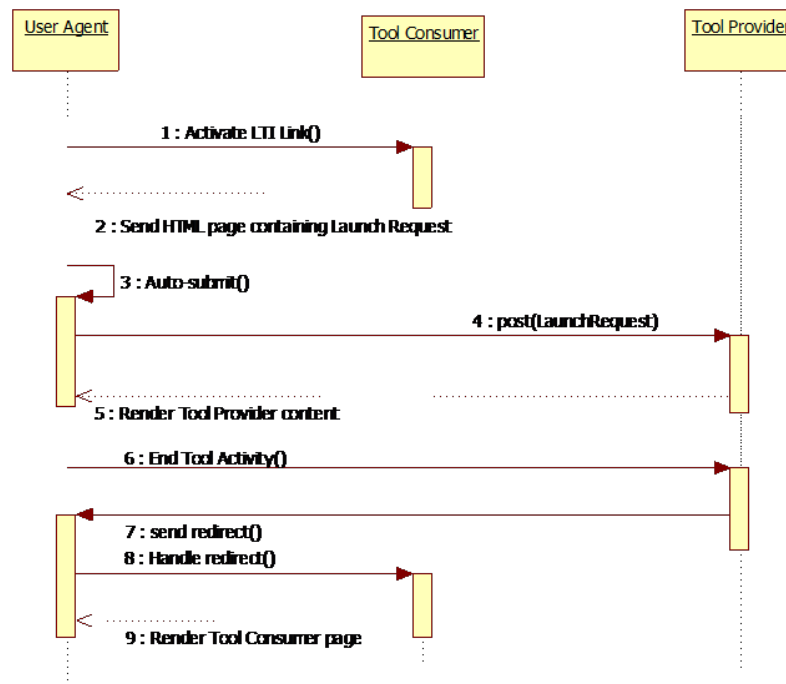 User Agent
Tool Consumer
Tool Provider
1 : Activate LTI Link()
2 : Send HTML page containing Launch Request
3 : Auto-submit()
4 : post(LaunchRequest)
5 : Render Tool Provider content
6 : End Tool Activity()
7 : send redirect()
8 : Handle redirect()
9 : Render Tool Consumer page